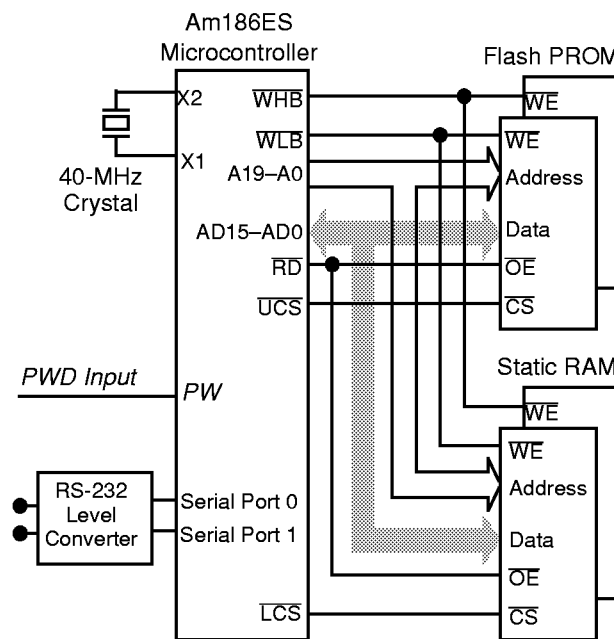 Am186ES
Microcontroller
Flash PROM
X2
X1
40-MHz
Crystal
WHB
WLB
A19–A0
AD15–AD0
RD
UCS
WE
WE
Address
Data
OE
CS
Static RAM
PWD Input
PW
RS-232
Level
Converter
Serial Port 0
Serial Port 1
LCS
WE
WE
Address
Data
OE
CS